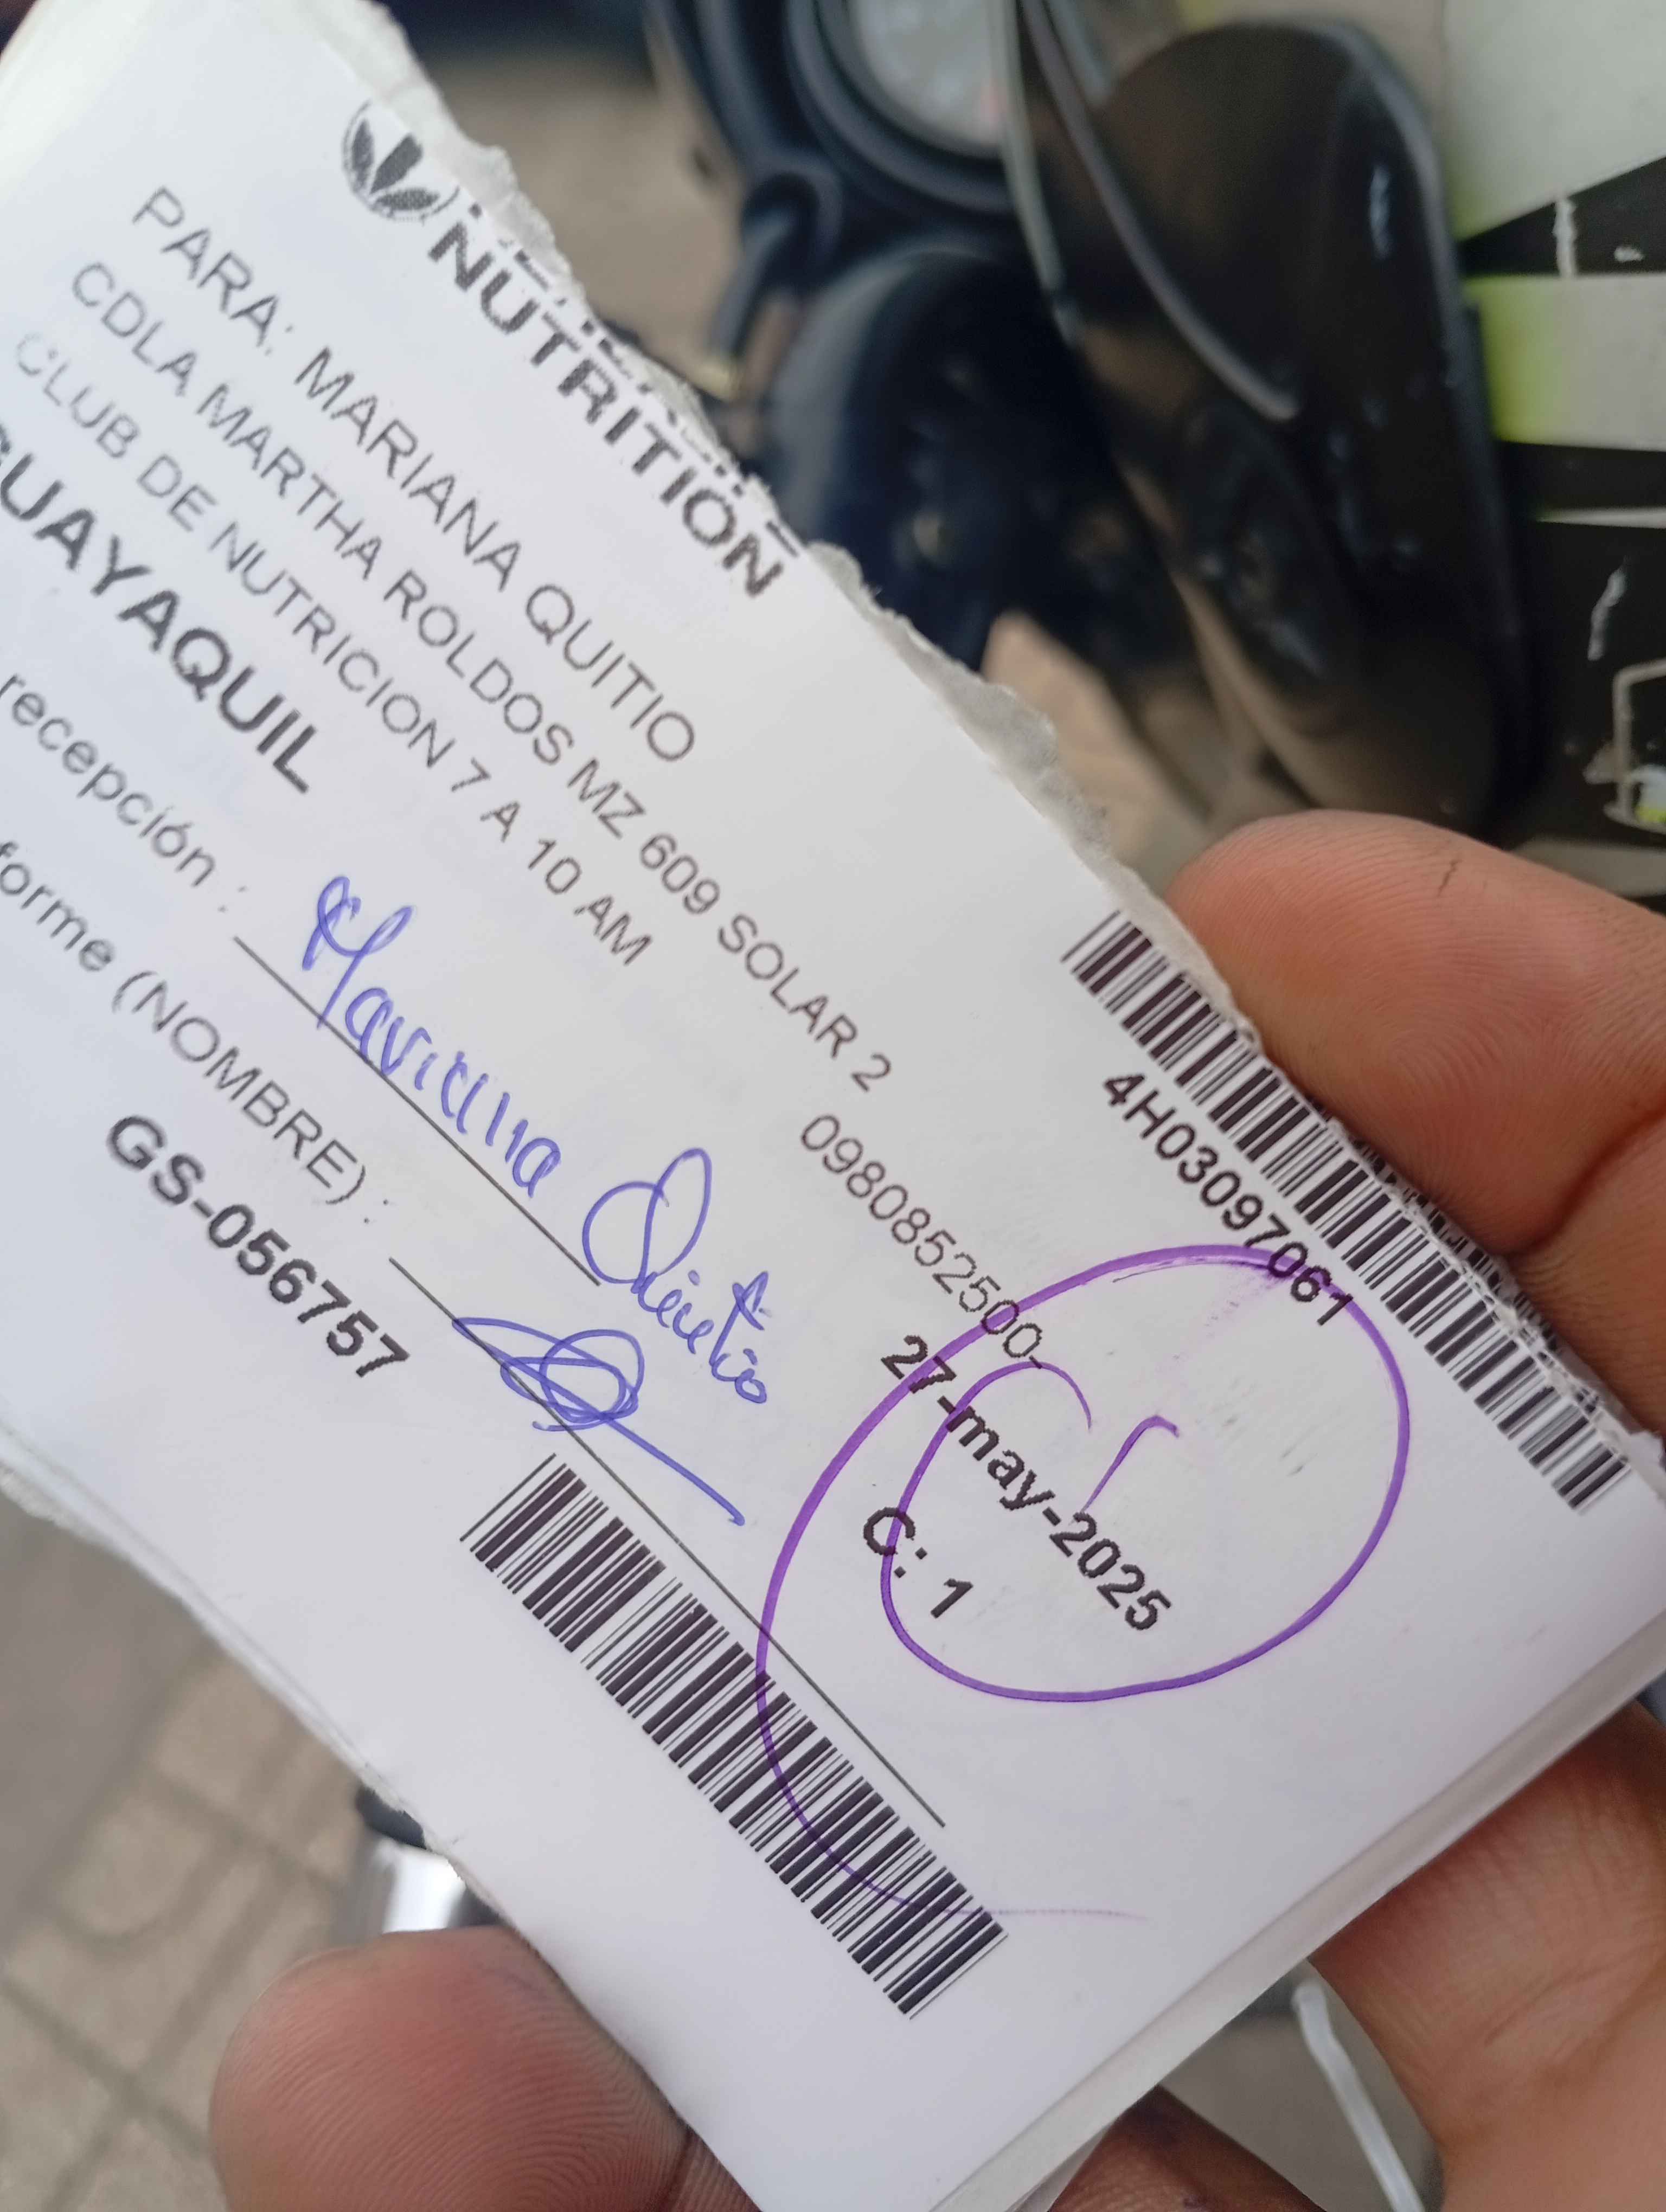 NUTRITION
4H03097061
PARA: MARIANA QUITIO
CDLA MARTHA ROLDOS MZ 609 SOLAR 2
CLUB DE NUTRICION 7 A 10 AM
0980852500-
GUAYAQUIL
27-may-2025
recepción :
Mariana Quitio
C: 1
forme (NOMBRE) :
GS-056757